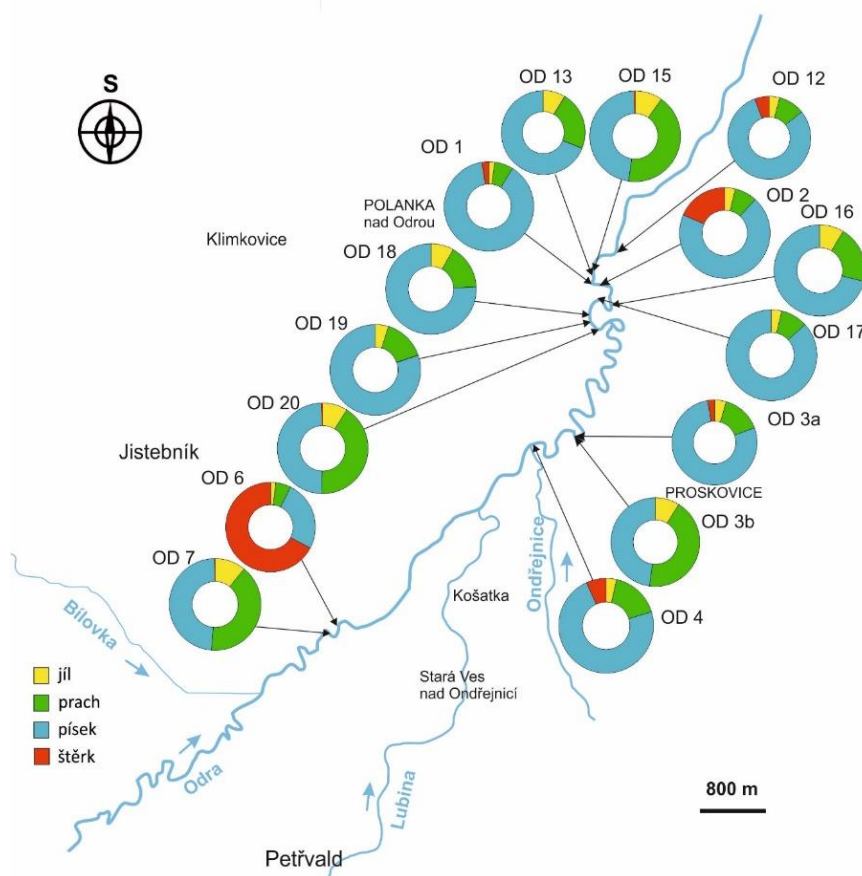 S
OD 13
OD 15
OD 12
OD 1
POLANKA
nad Odrou
OD 2
Klimkovice
OD 16
OD 18
OD 17
OD 19
OD 20
OD 3a
Jistebník
OD 6
PROSKOVICE
OD 3b
OD 7
Ondřejnice
Košatka
Bílovka
OD 4
jíl
Stará Ves
nad Ondřejnicí
prach
písek
štěrk
Odra
Lubina
800 m
Petřvald